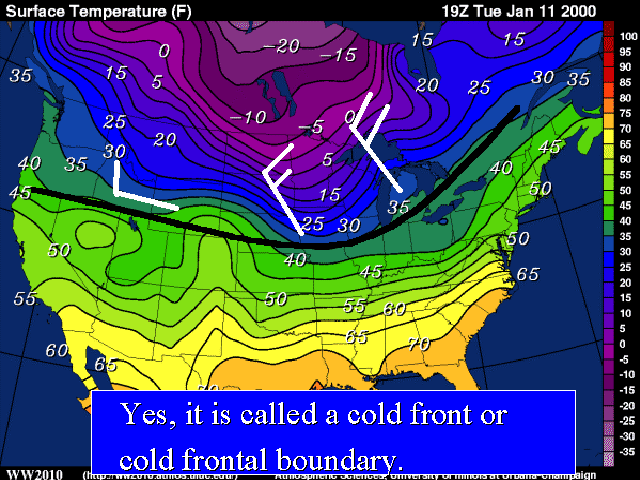 Surface Temperature (F) 19Z Tue Jan 11 2000
0 -20 -15 15 15
35 15 5 20 25 30 35
-10 0
25 -5
20 5
30
40 35 15 40 45
45 25 30 35 50
50 40 45 50
55 50 55 60 65
60 65 65 70
100
95
90
85
80
75
70
65
60
55
50
45
40
35
30
25
20
15
10
5
0
-5
-10
-15
-20
-25
-30
-35
Yes, it is called a cold front or
cold frontal boundary.
WW2010